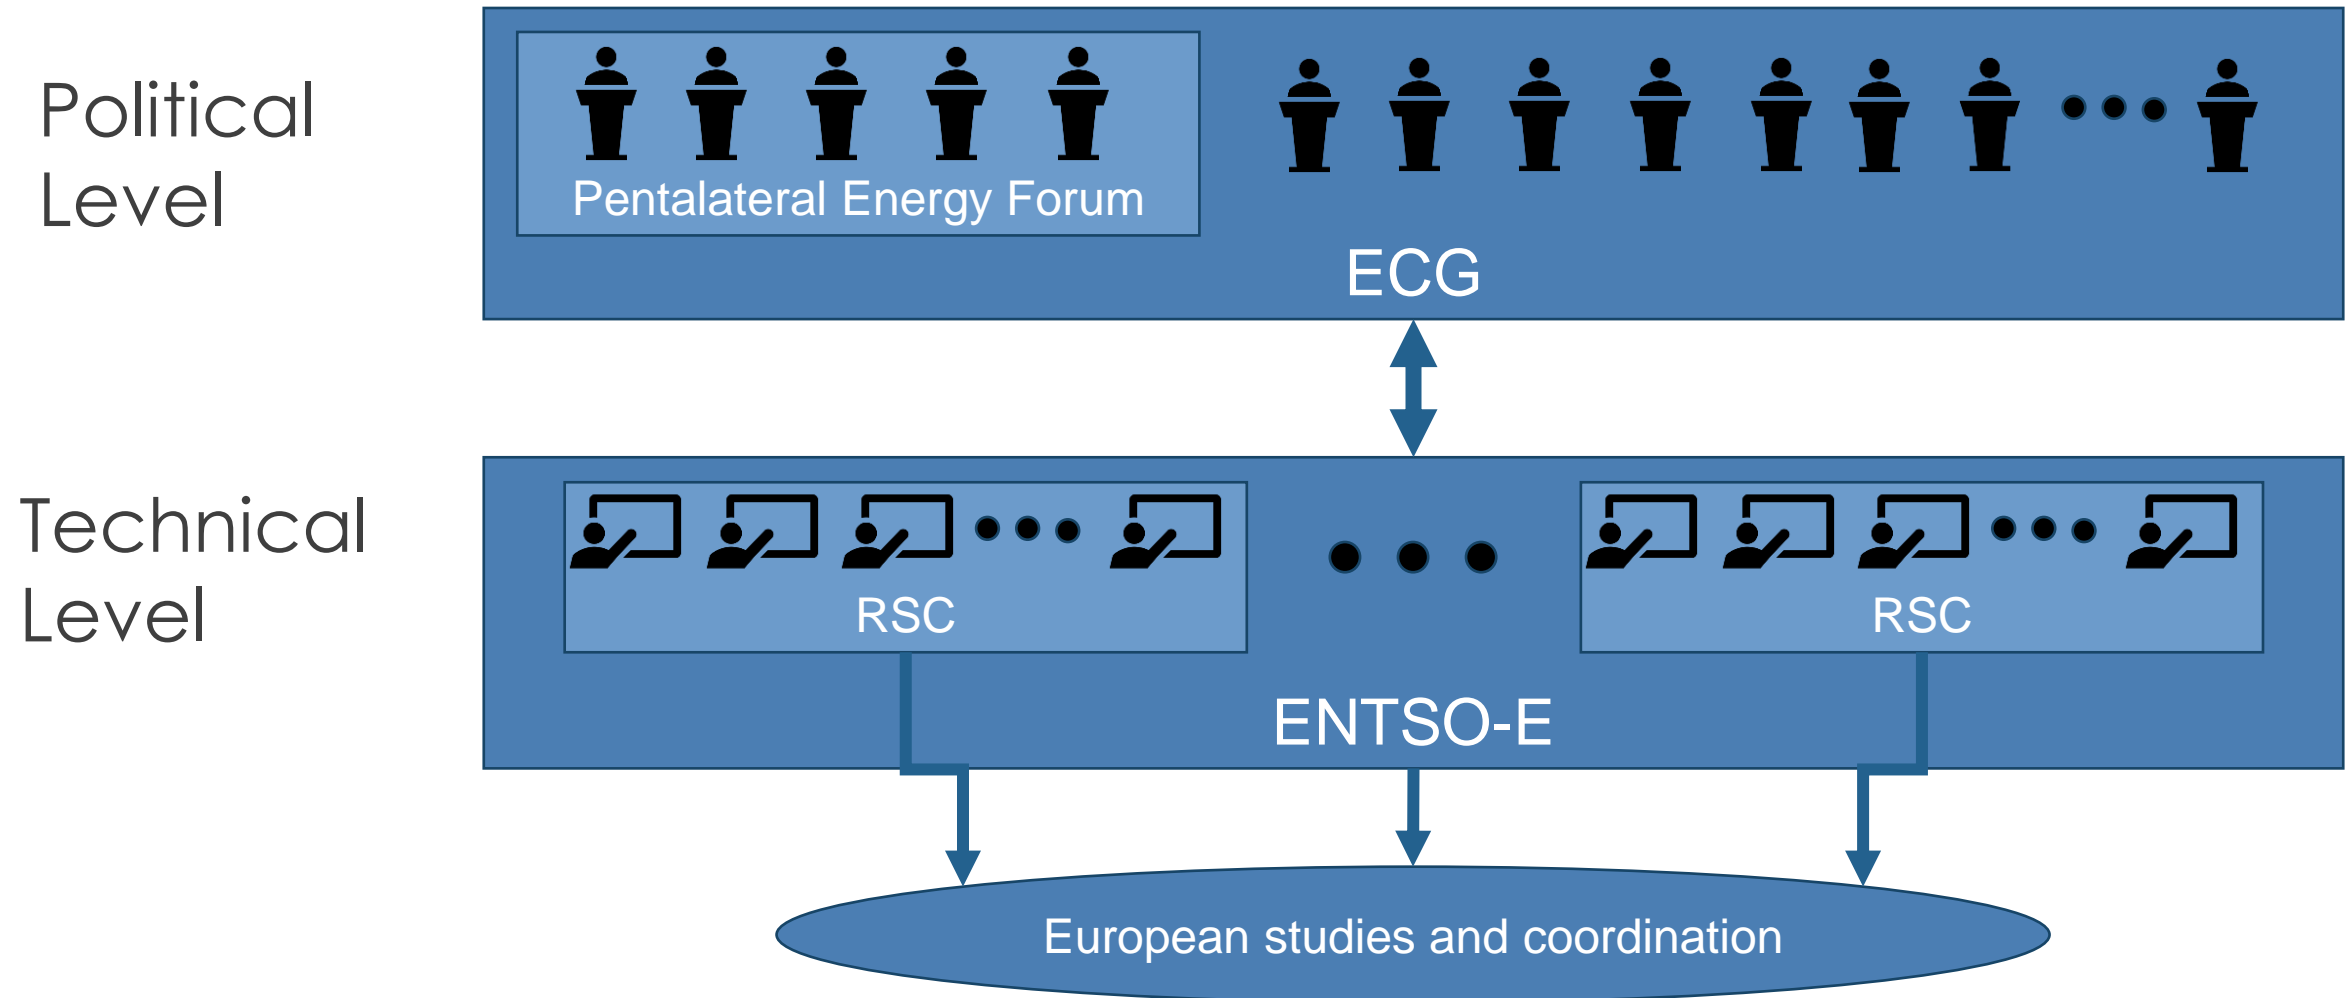 Political
Level
Pentalateral Energy Forum
ECG
Technical
Level
RSC
RSC
ENTSO-E
European studies and coordination